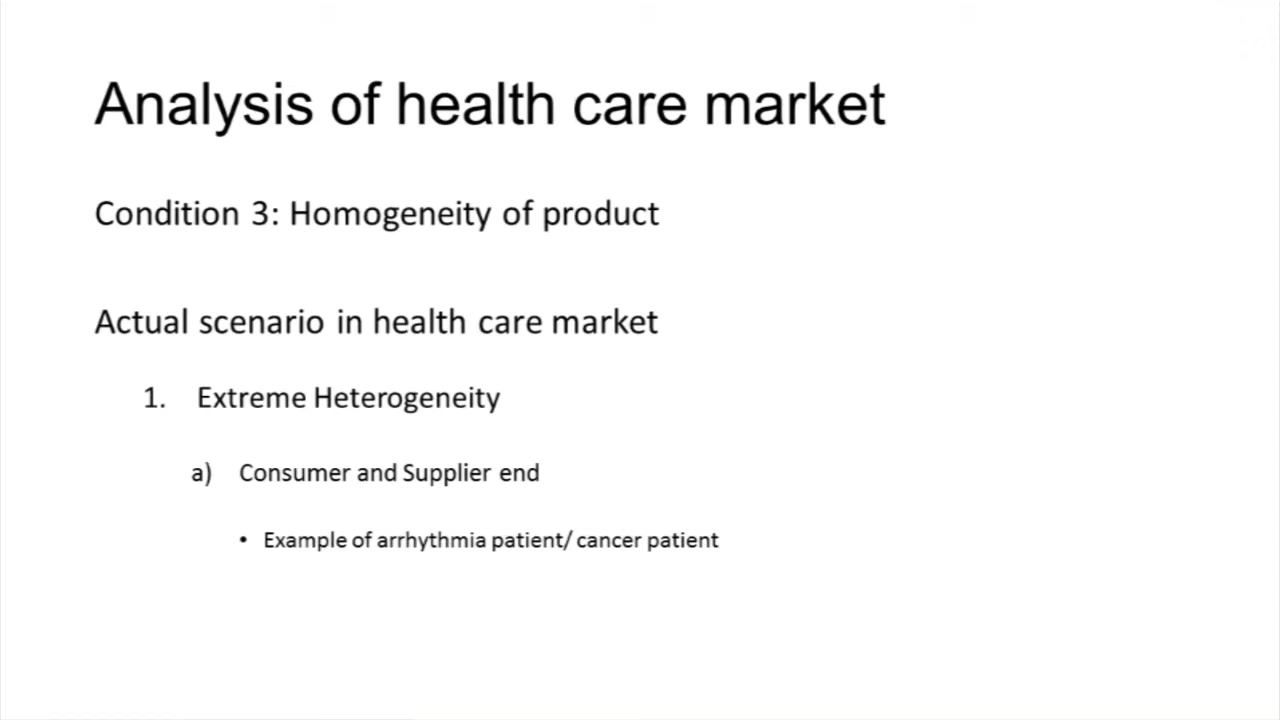 Analysis of health care market
Condition 3: Homogeneity of product
Actual scenario in health care market
1. Extreme Heterogeneity
a) Consumer and Supplier end
• Example of arrhythmia patient/ cancer patient